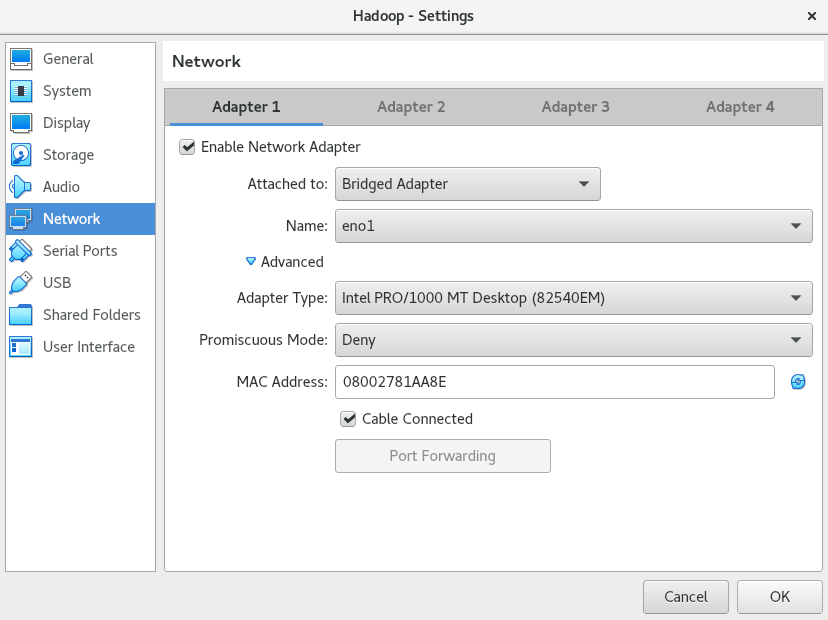 Hadoop - Settings
General
System
Display
Storage
Audio
Network
Serial Ports
USB
Shared Folders
User Interface
Network
Adapter 1 Adapter 2 Adapter 3 Adapter 4
Enable Network Adapter
Attached to: Bridged Adapter
Name: eno1
Advanced
Adapter Type: Intel PRO/1000 MT Desktop (82540EM)
Promiscuous Mode: Deny
MAC Address: 08002781AA8E
Cable Connected
Port Forwarding
Cancel OK